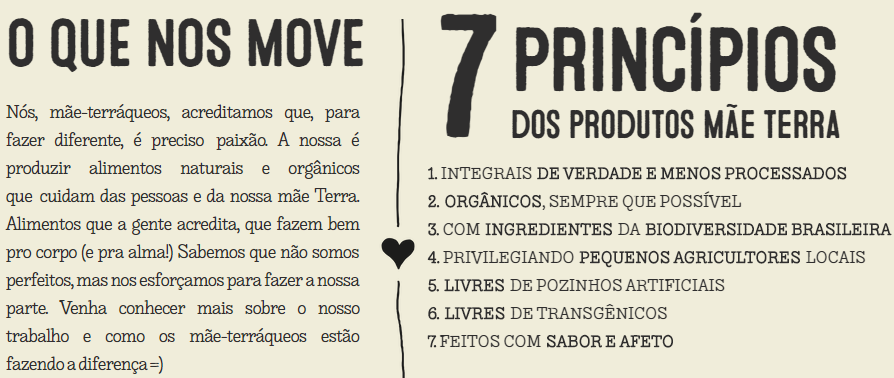 O QUE NOS MOVE
Nós, mãe-terráqueos, acreditamos que, para
fazer diferente, é preciso paixão. A nossa é
produzir alimentos naturais e orgânicos
que cuidam das pessoas e da nossa mãe Terra.
Alimentos que a gente acredita, que fazem bem
pro corpo (e pra alma!) Sabemos que não somos
perfeitos, mas nos esforçamos para fazer a nossa
parte. Venha conhecer mais sobre o nosso
trabalho e como os mãe-terráqueos estão
fazendo a diferença =)
7 PRINCÍPIOS
DOS PRODUTOS MÃE TERRA
1. INTEGRAIS DE VERDADE E MENOS PROCESSADOS
2. ORGÂNICOS, SEMPRE QUE POSSÍVEL
3. COM INGREDIENTES DA BIODIVERSIDADE BRASILEIRA
4. PRIVILEGIANDO PEQUENOS AGRICULTORES LOCAIS
5. LIVRES DE POZINHOS ARTIFICIAIS
6. LIVRES DE TRANSGÊNICOS
7. FEITOS COM SABOR E AFETO